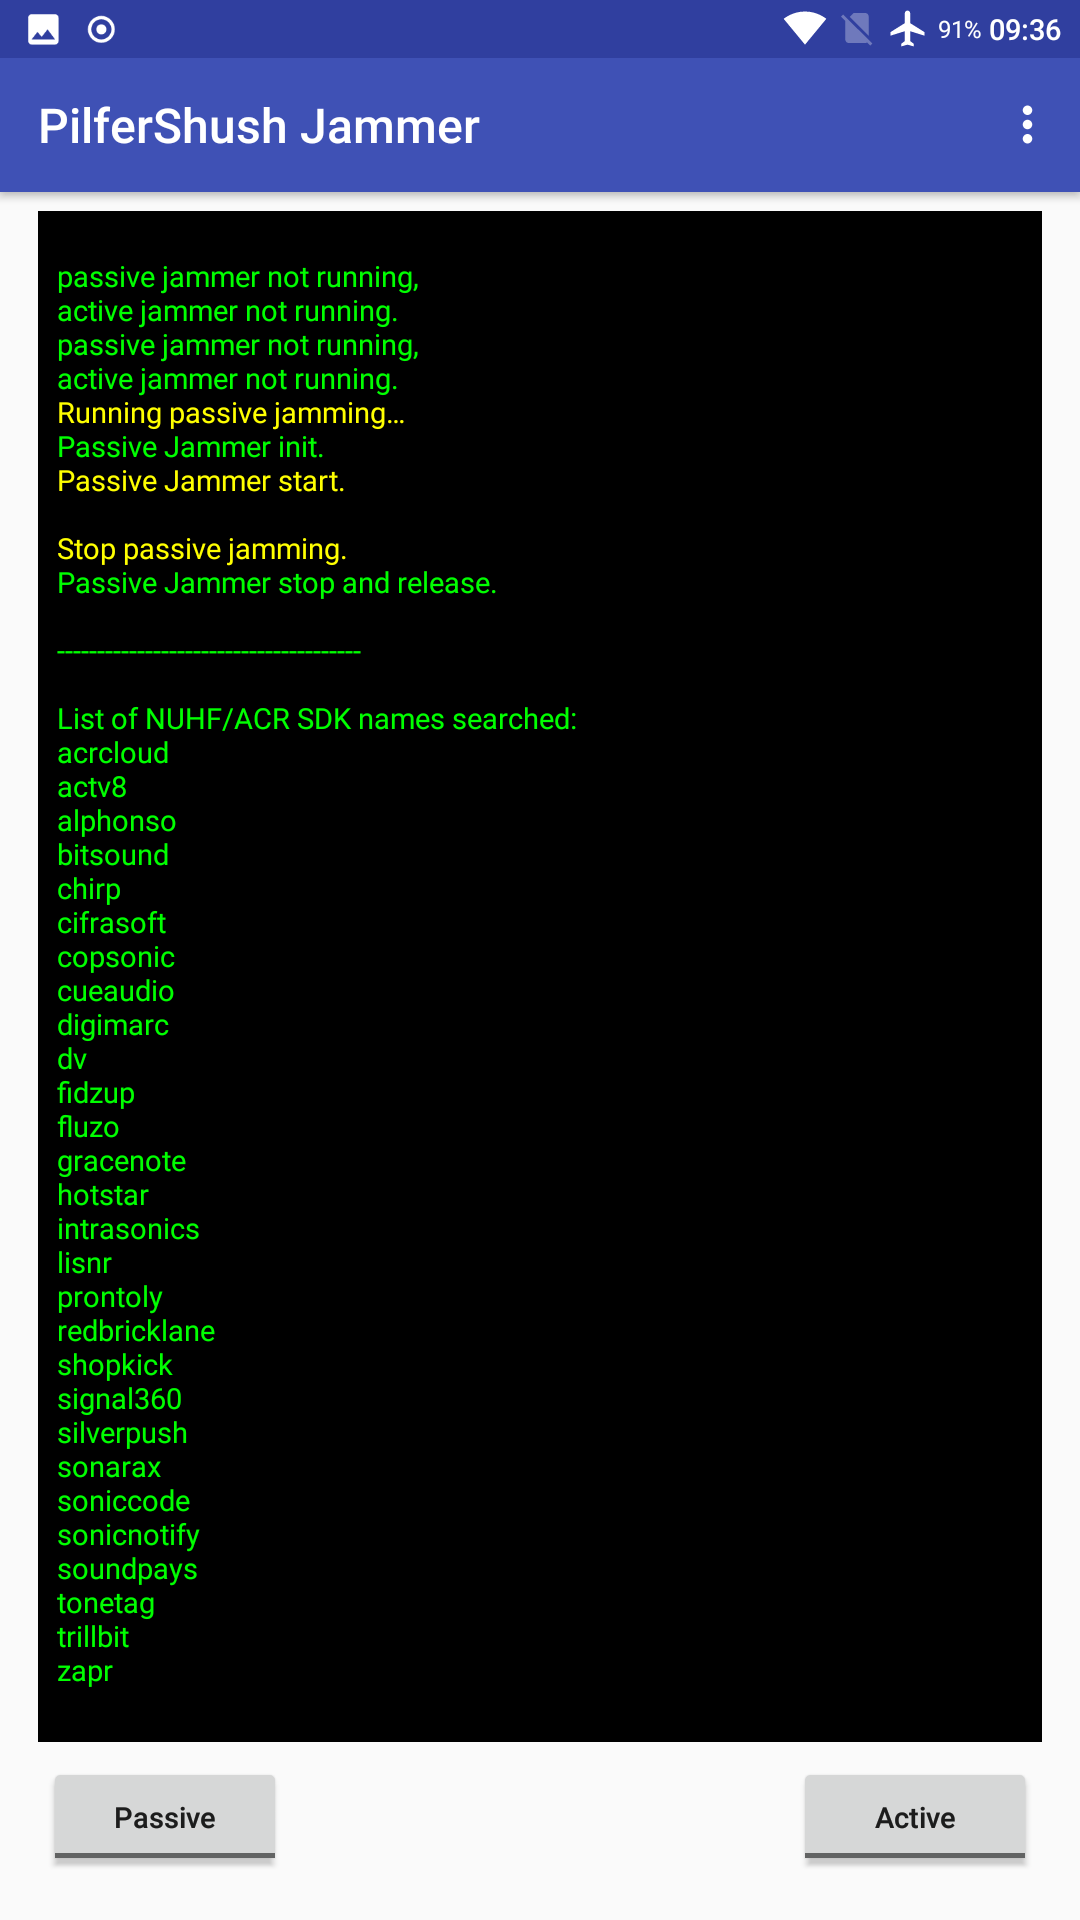 91% 09:36
PilferShush Jammer
passive jammer not running,
active jammer not running.
passive jammer not running,
active jammer not running.
Running passive jamming…
Passive Jammer init.
Passive Jammer start.
Stop passive jamming.
Passive Jammer stop and release.
--------------------------------------
List of NUHF/ACR SDK names searched:
acrcloud
actv8
alphonso
bitsound
chirp
cifrasoft
copsonic
cueaudio
digimarc
dv
fidzup
fluzo
gracenote
hotstar
intrasonics
lisnr
prontoly
redbricklane
shopkick
signal360
silverpush
sonarax
soniccode
sonicnotify
soundpays
tonetag
trillbit
zapr
Passive
Active